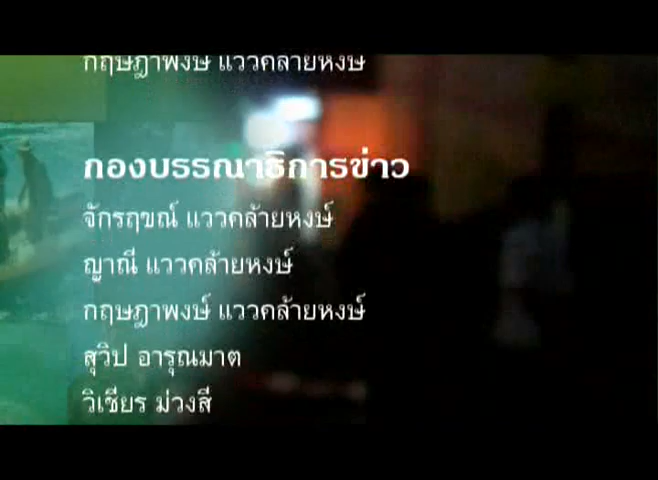 กฤษฎาพงษ์ แววคล้ายหงษ์
กองบรรณาธิการข่าว
จักรฤขณ์ แววคล้ายหงษ์
ญาณี แววคล้ายหงษ์
กฤษฎาพงษ์ แววคล้ายหงษ์
สุวิป อารุณมาต
วิเชียร ม่วงสี